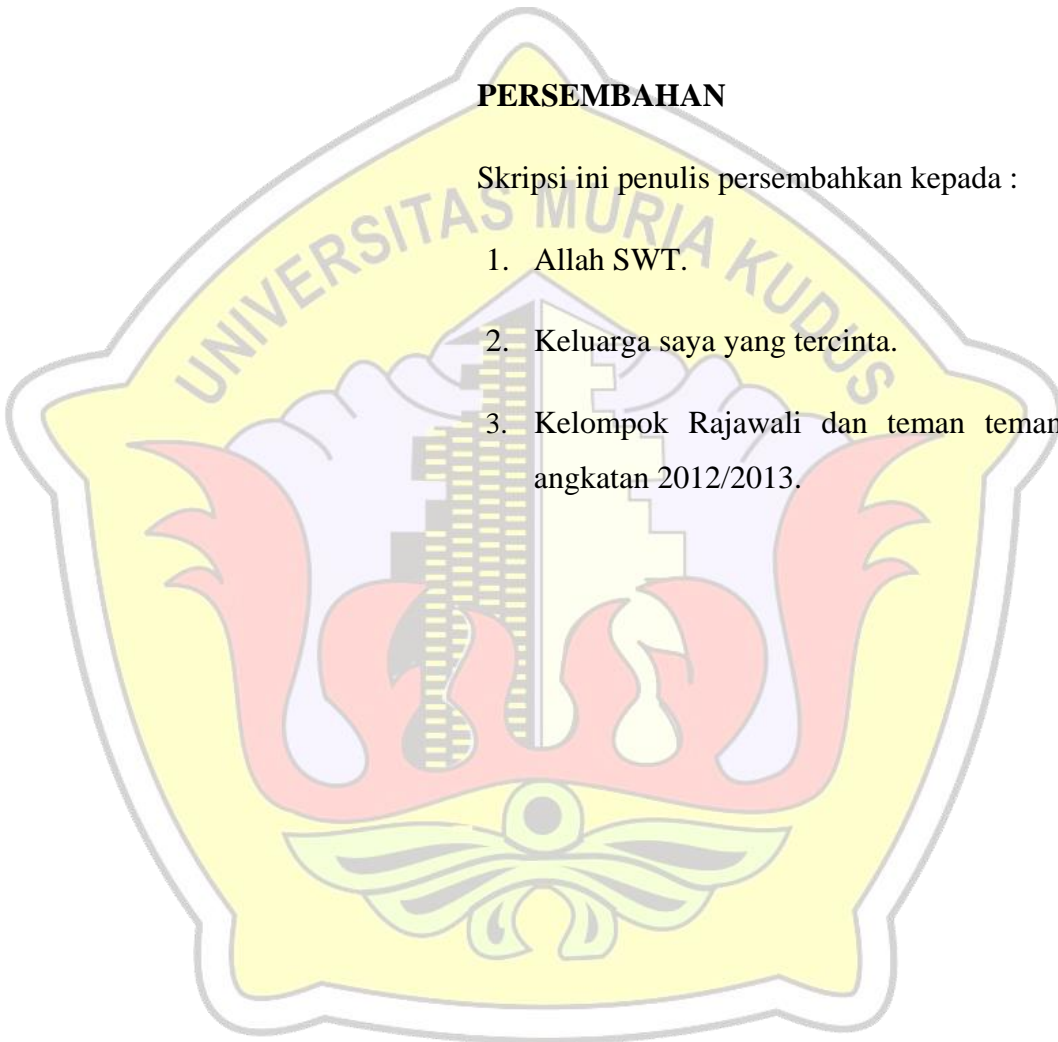 PERSEMBAHAN
Skripsi ini penulis persembahkan kepada :
UNIVERSITAS MURIA KUDUS
1. Allah SWT.
2. Keluarga saya yang tercinta.
3. Kelompok Rajawali dan teman teman
angkatan 2012/2013.